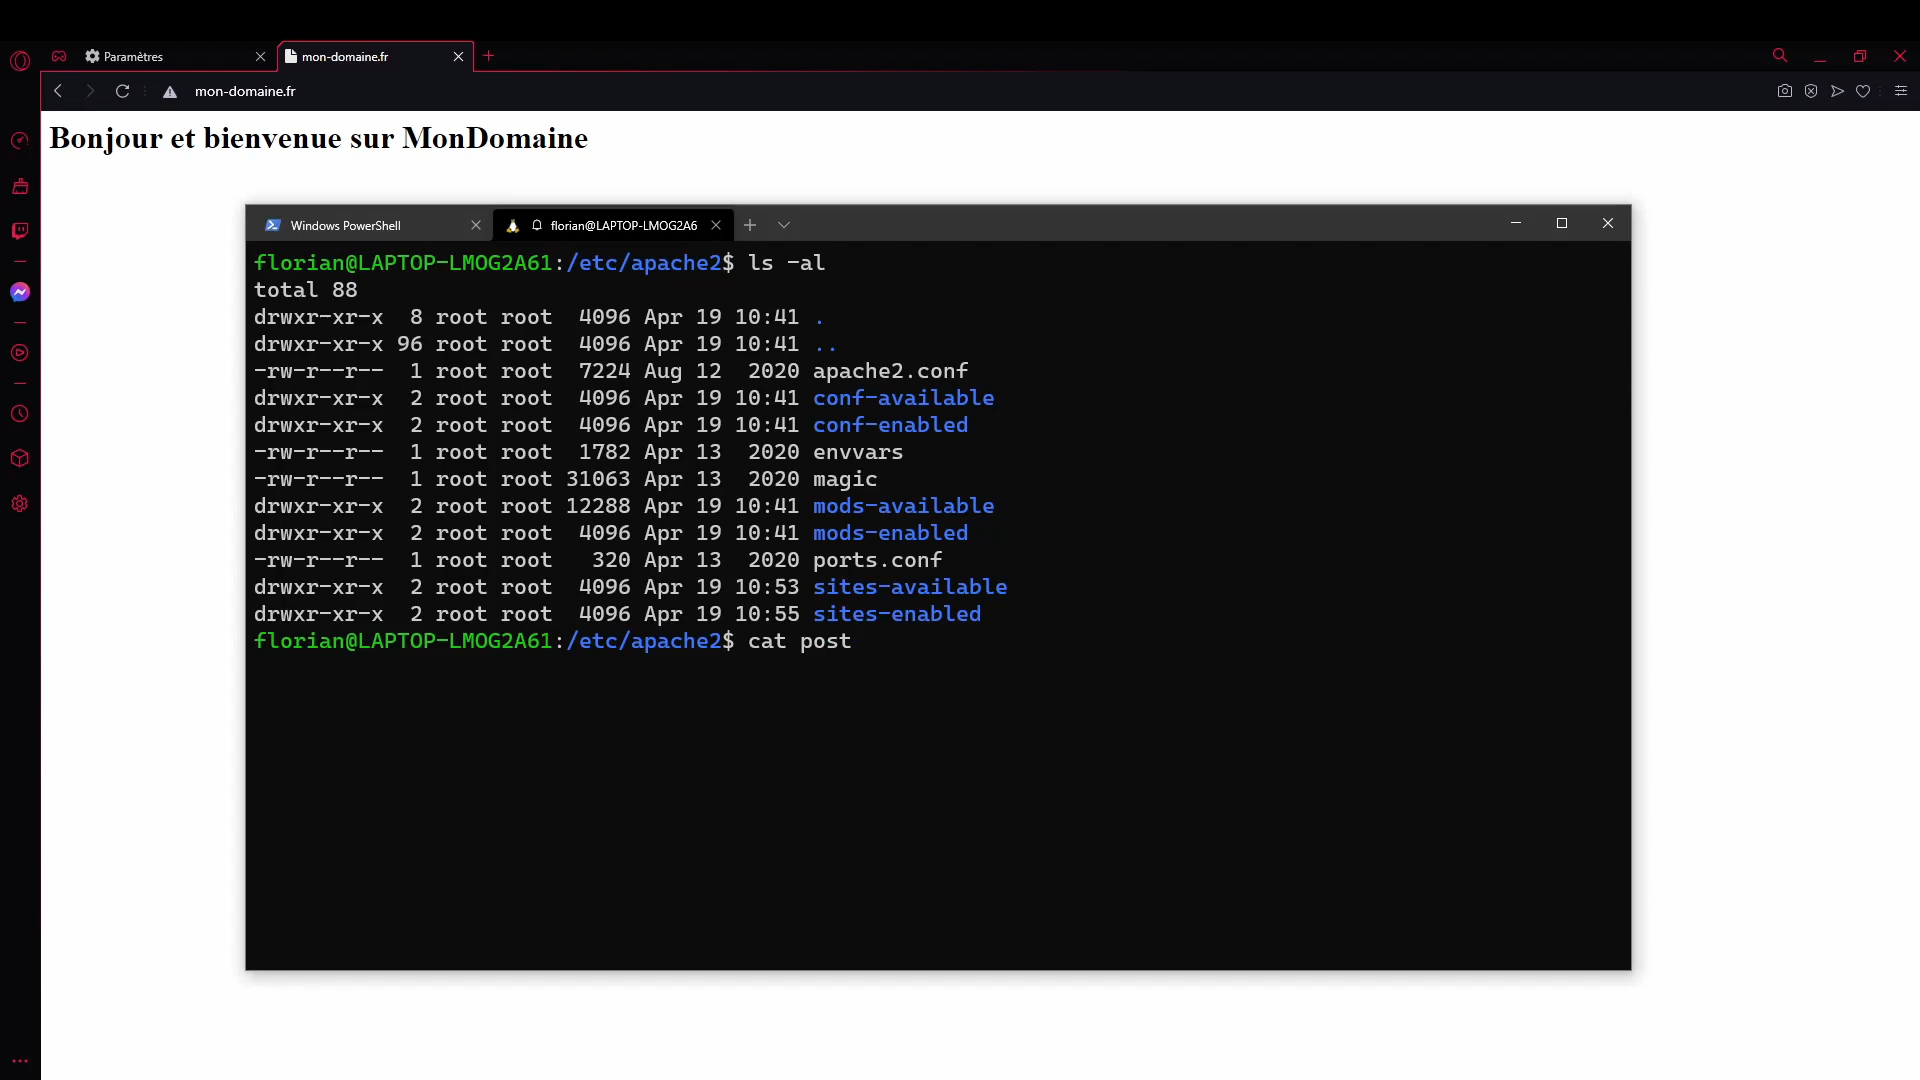 Paramètres
mon-domaine.fr
mon-domaine.fr
Bonjour et bienvenue sur MonDomaine
Windows PowerShell
florian@LAPTOP-LMOG2A6
florian@LAPTOP-LMOG2A61:/etc/apache2$ ls -al
total 88
drwxr-xr-x  8 root root  4096 Apr 19 10:41 .
drwxr-xr-x 96 root root  4096 Apr 19 10:41 ..
-rw-r--r--  1 root root  7224 Aug 12  2020 apache2.conf
drwxr-xr-x  2 root root  4096 Apr 19 10:41 conf-available
drwxr-xr-x  2 root root  4096 Apr 19 10:41 conf-enabled
-rw-r--r--  1 root root  1782 Apr 13  2020 envvars
-rw-r--r--  1 root root 31063 Apr 13  2020 magic
drwxr-xr-x  2 root root 12288 Apr 19 10:41 mods-available
drwxr-xr-x  2 root root  4096 Apr 19 10:41 mods-enabled
-rw-r--r--  1 root root   320 Apr 13  2020 ports.conf
drwxr-xr-x  2 root root  4096 Apr 19 10:53 sites-available
drwxr-xr-x  2 root root  4096 Apr 19 10:55 sites-enabled
florian@LAPTOP-LMOG2A61:/etc/apache2$ cat post